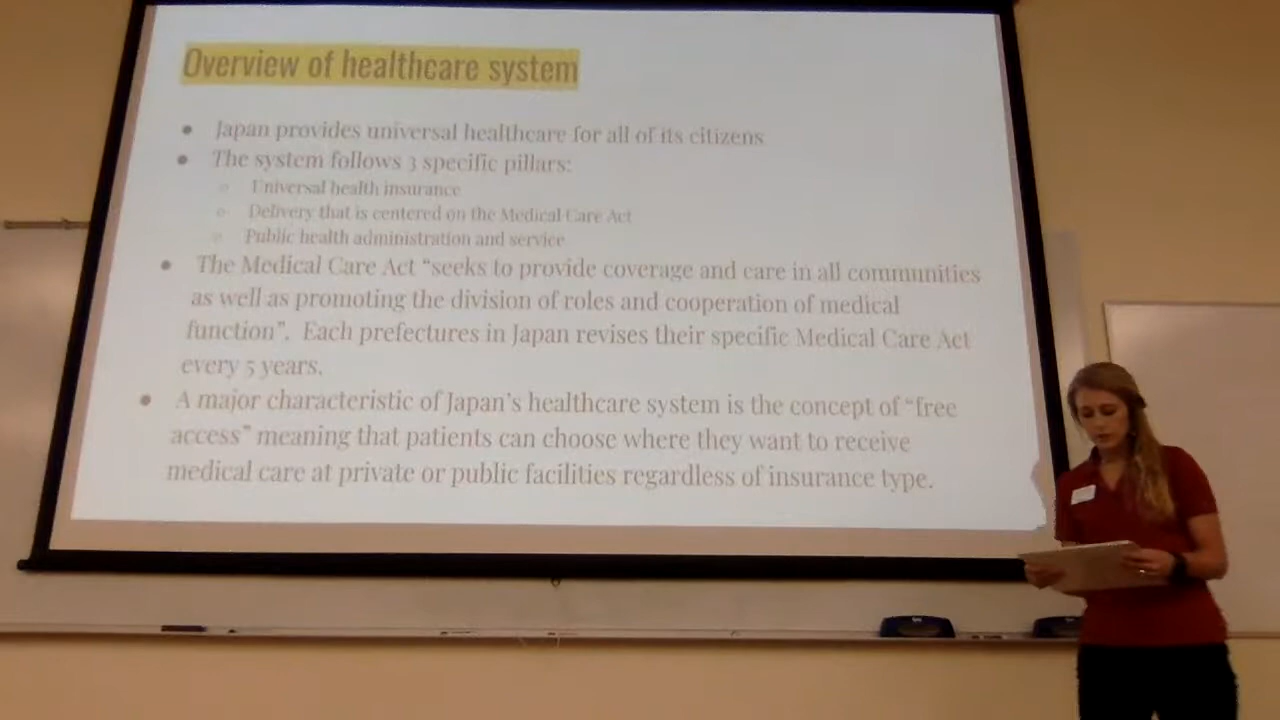 Overview of healthcare system
● Japan provides universal healthcare for all of its citizens
● The system follows 3 specific pillars:
○ Universal health insurance
○ Delivery that is centered on the Medical Care Act
○ Public health administration and service
● The Medical Care Act “seeks to provide coverage and care in all communities
as well as promoting the division of roles and cooperation of medical
function”. Each prefectures in Japan revises their specific Medical Care Act
every 5 years.
● A major characteristic of Japan’s healthcare system is the concept of “free
access” meaning that patients can choose where they want to receive
medical care at private or public facilities regardless of insurance type.